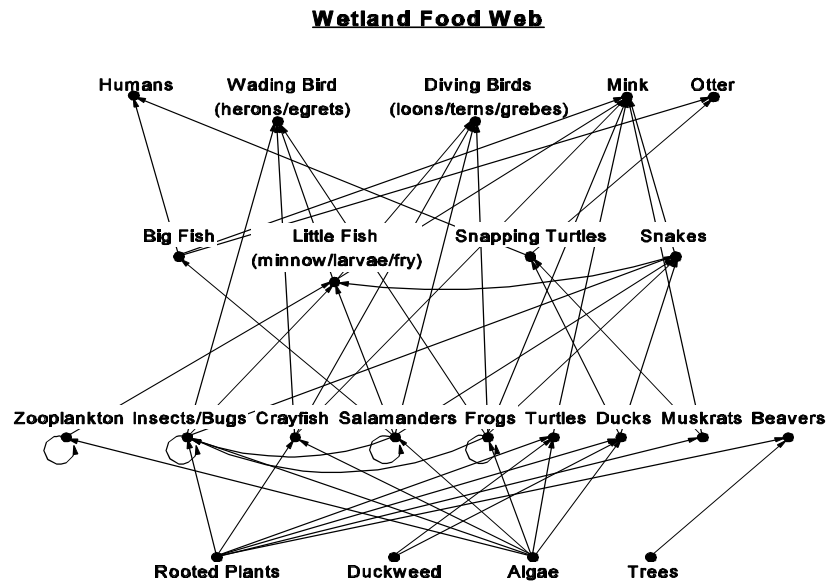 Wetland Food Web
Humans Wading Bird Diving Birds Mink Otter
(herons/egrets) (loons/terns/grebes)
Big Fish Little Fish Snapping Turtles Snakes
(minnow/larvae/fry)
Zooplankton Insects/Bugs Crayfish Salamanders Frogs Turtles Ducks Muskrats Beavers
Rooted Plants Duckweed Algae Trees